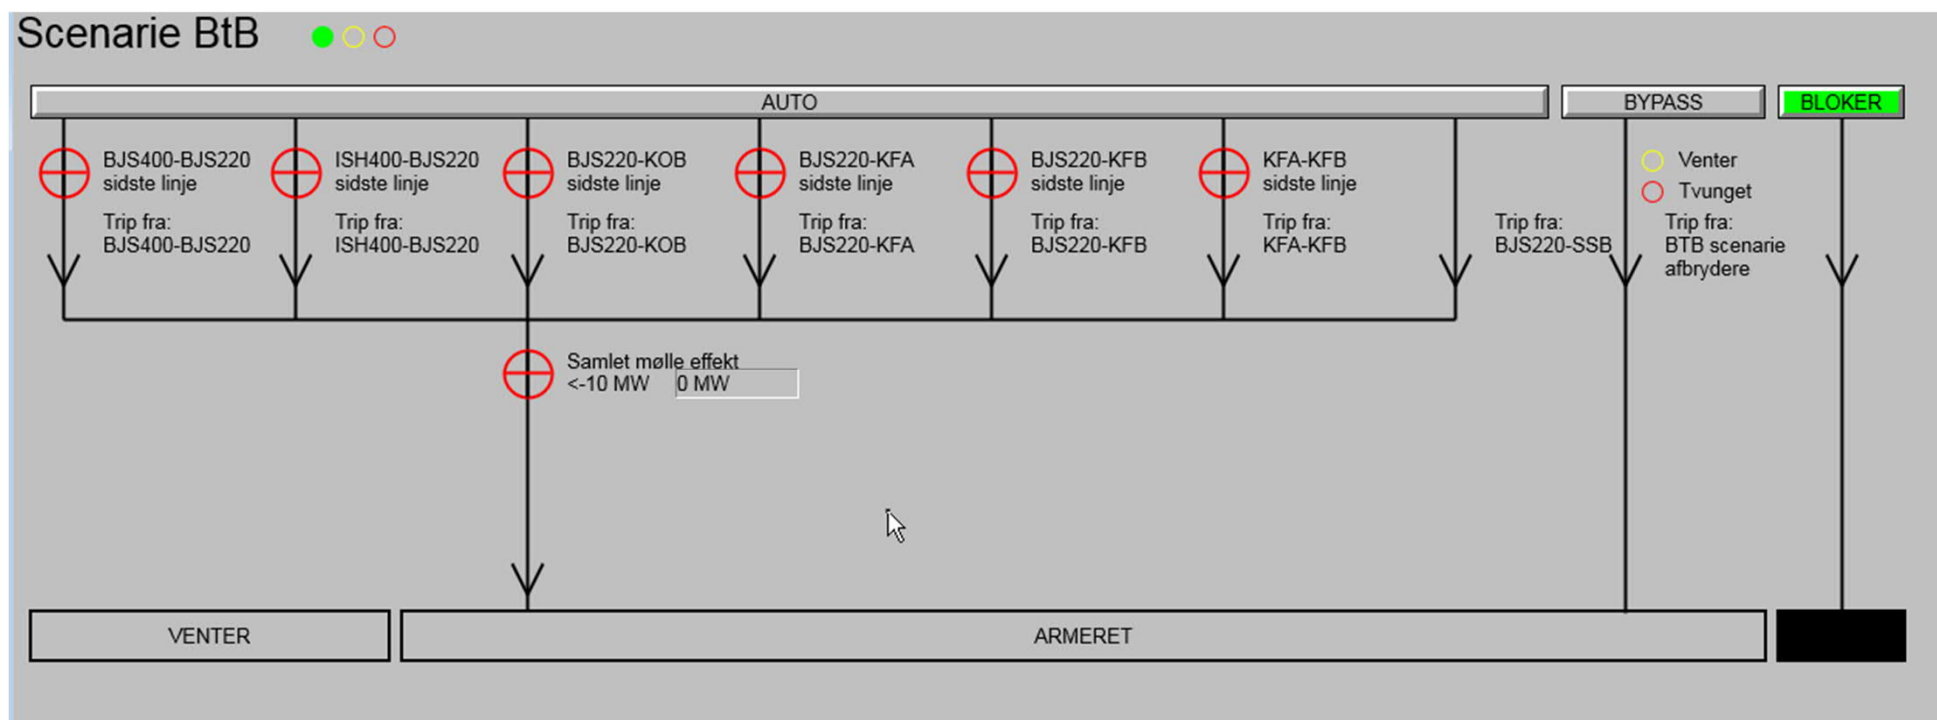 Scenarie BtB
AUTO
BYPASS
BLOKER
BJS400-BJS220
sidste linje
Trip fra:
BJS400-BJS220
ISH400-BJS220
sidste linje
Trip fra:
ISH400-BJS220
BJS220-KOB
sidste linje
Trip fra:
BJS220-KOB
BJS220-KFA
sidste linje
Trip fra:
BJS220-KFA
BJS220-KFB
sidste linje
Trip fra:
BJS220-KFB
KFA-KFB
sidste linje
Trip fra:
KFA-KFB
Trip fra:
BJS220-SSB
Venter
Tvunget
Trip fra:
BTB scenarie
afbrydere
Samlet mølle effekt
<-10 MW 0 MW
VENTER
ARMERET